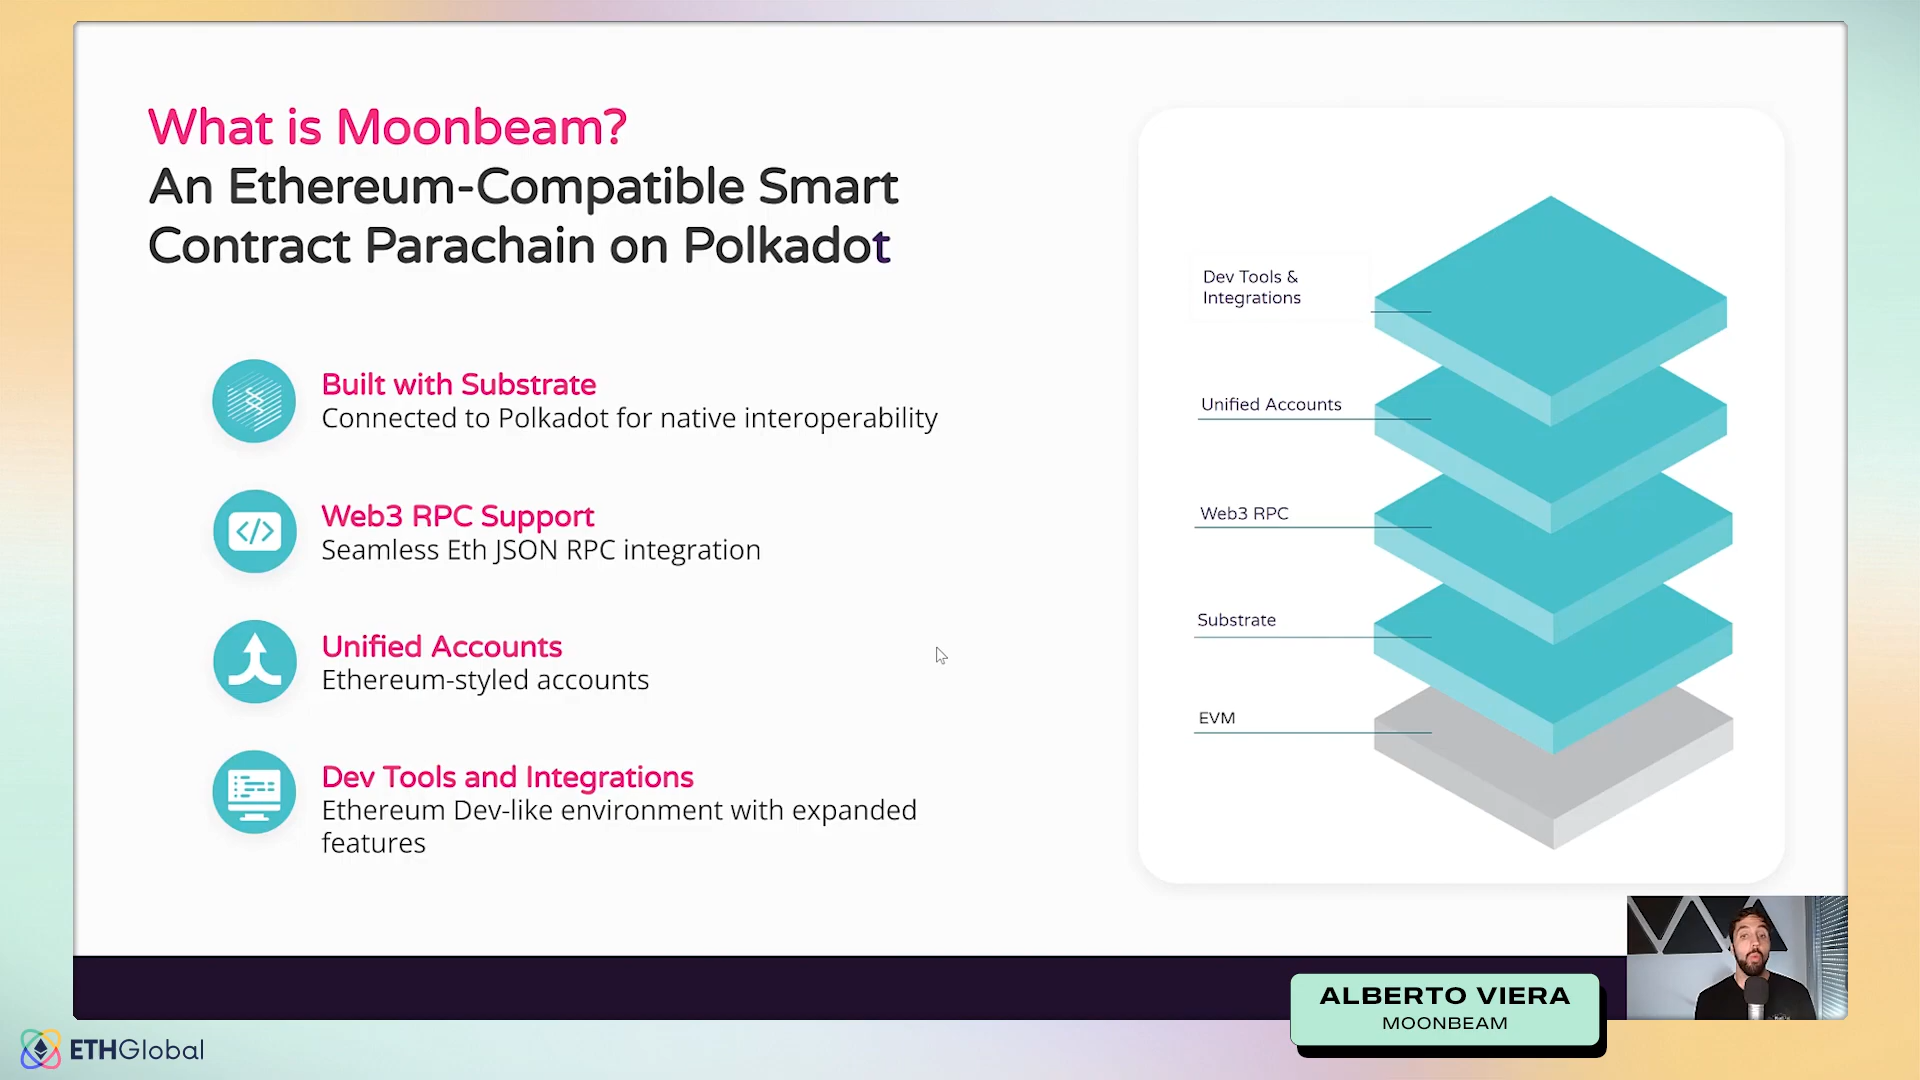 What is Moonbeam?
An Ethereum-Compatible Smart
Contract Parachain on Polkadot
Built with Substrate
Connected to Polkadot for native interoperability
Web3 RPC Support
Seamless Eth JSON RPC integration
Unified Accounts
Ethereum-styled accounts
Dev Tools and Integrations
Ethereum Dev-like environment with expanded
features
Dev Tools &
Integrations
Unified Accounts
Web3 RPC
Substrate
EVM
ALBERTO VIERA
MOONBEAM
ETHGlobal